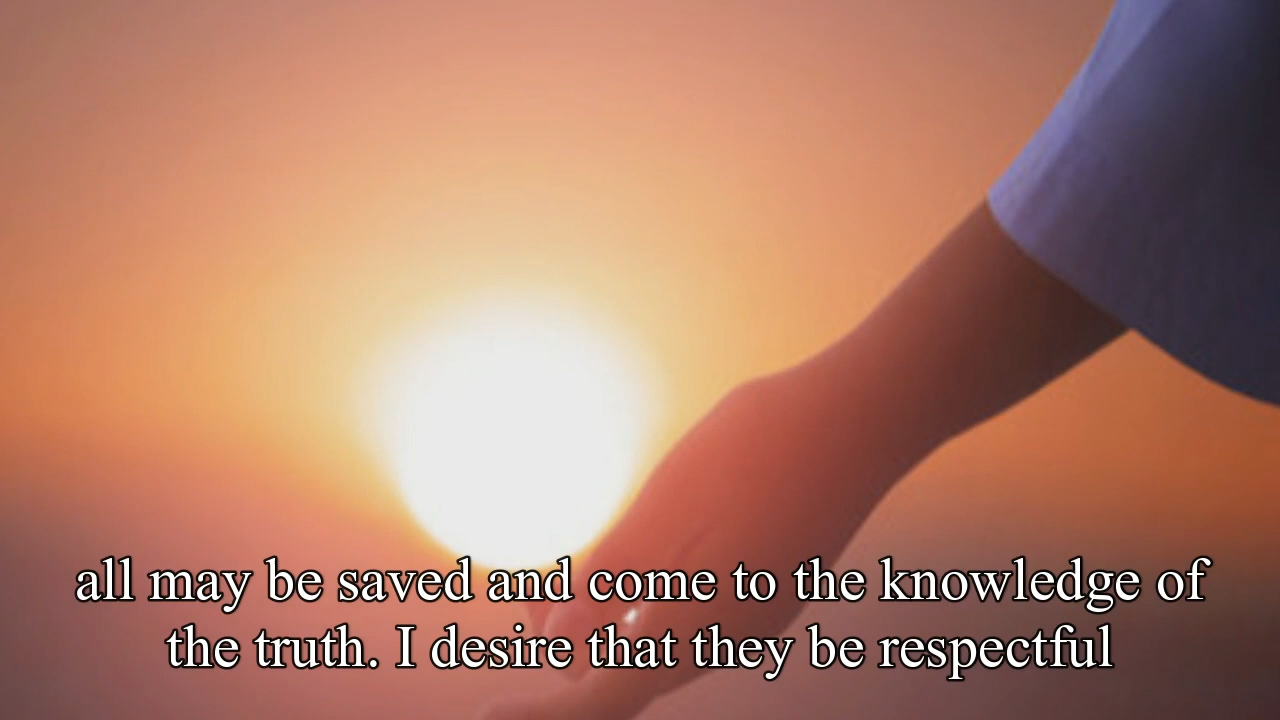 all may be saved and come to the knowledge of
the truth. I desire that they be respectful